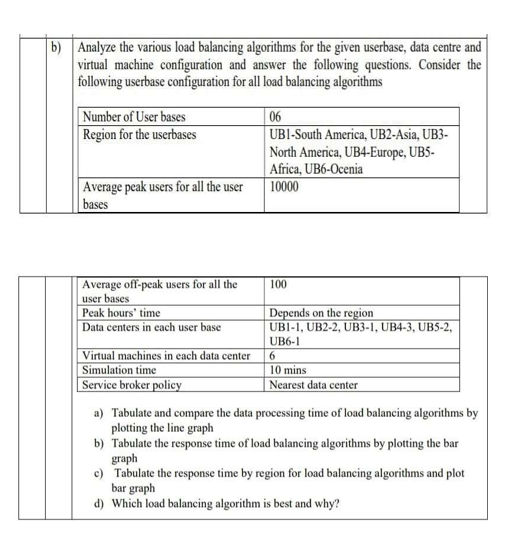 b) Analyze the various load balancing algorithms for the given userbase, data centre and
virtual machine configuration and answer the following questions. Consider the
following userbase configuration for all load balancing algorithms
Number of User bases 06
Region for the userbases UB1-South America, UB2-Asia, UB3-
North America, UB4-Europe, UB5-
Africa, UB6-Ocenia
Average peak users for all the user 10000
bases
Average off-peak users for all the 100
user bases
Peak hours' time Depends on the region
Data centers in each user base UB1-1, UB2-2, UB3-1, UB4-3, UB5-2,
UB6-1
Virtual machines in each data center 6
Simulation time 10 mins
Service broker policy Nearest data center
a) Tabulate and compare the data processing time of load balancing algorithms by
plotting the line graph
b) Tabulate the response time of load balancing algorithms by plotting the bar
graph
c) Tabulate the response time by region for load balancing algorithms and plot
bar graph
d) Which load balancing algorithm is best and why?